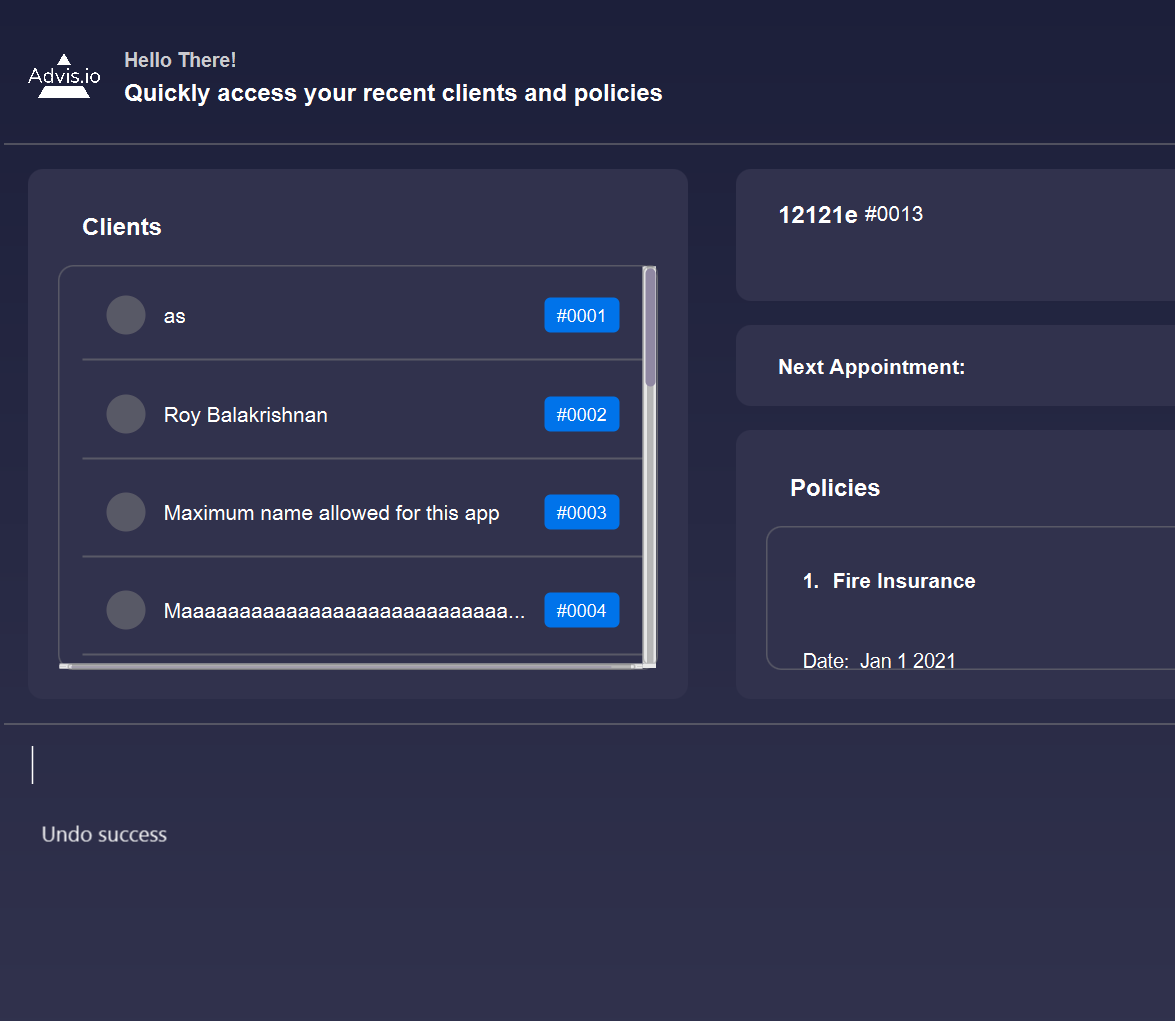 Advis.io
Hello There!
Quickly access your recent clients and policies
Clients
as #0001
Roy Balakrishnan #0002
Maximum name allowed for this app #0003
Maaaaaaaaaaaaaaaaaaaaaaaaaaaa... #0004
12121e #0013
Next Appointment:
Policies
1. Fire Insurance
Date: Jan 1 2021
Undo success